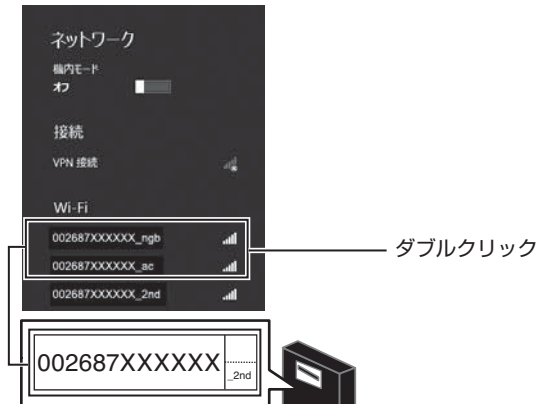 ネットワーク
機内モード
オフ
接続
VPN 接続
Wi-Fi
002687XXXXXX_ngb
002687XXXXXX_ac
ダブルクリック
002687XXXXXX_2nd
002687XXXXXX
_2nd